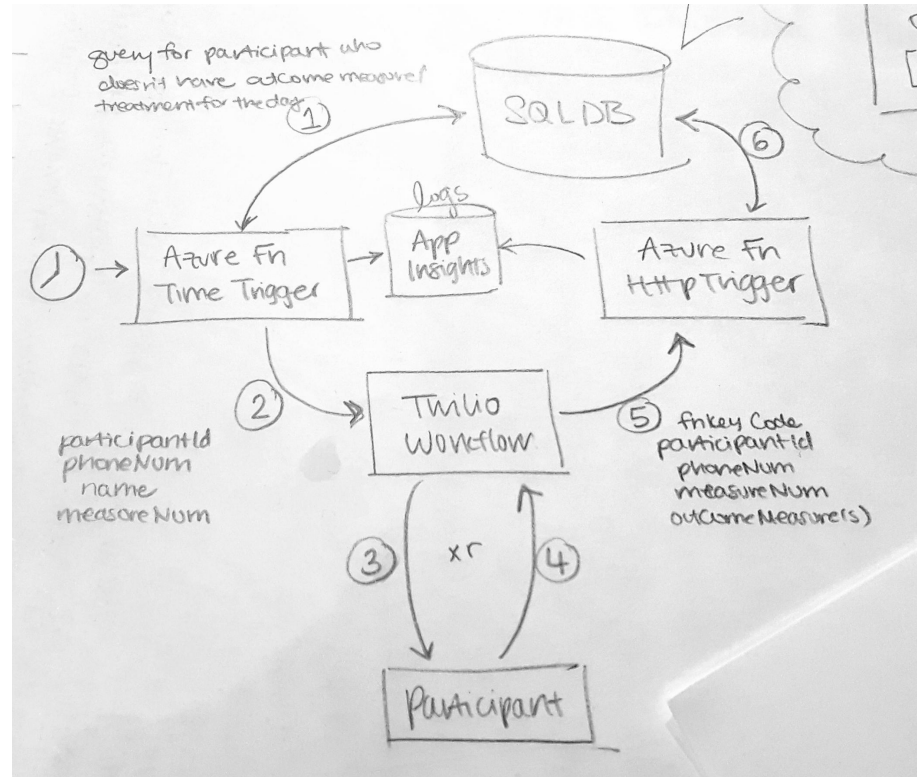 query for participant who
doesn't have outcome measure/
treatment for the day
1
SQL DB
6
logs
App
Insights
Azure Fn
Time Trigger
Azure Fn
HTTp Trigger
2
participantId
phoneNum
name
measureNum
Twilio
Workflow
5
fnkey Code
participantId
phoneNum
measureNum
outcomeMeasure(s)
3
xr
4
Participant